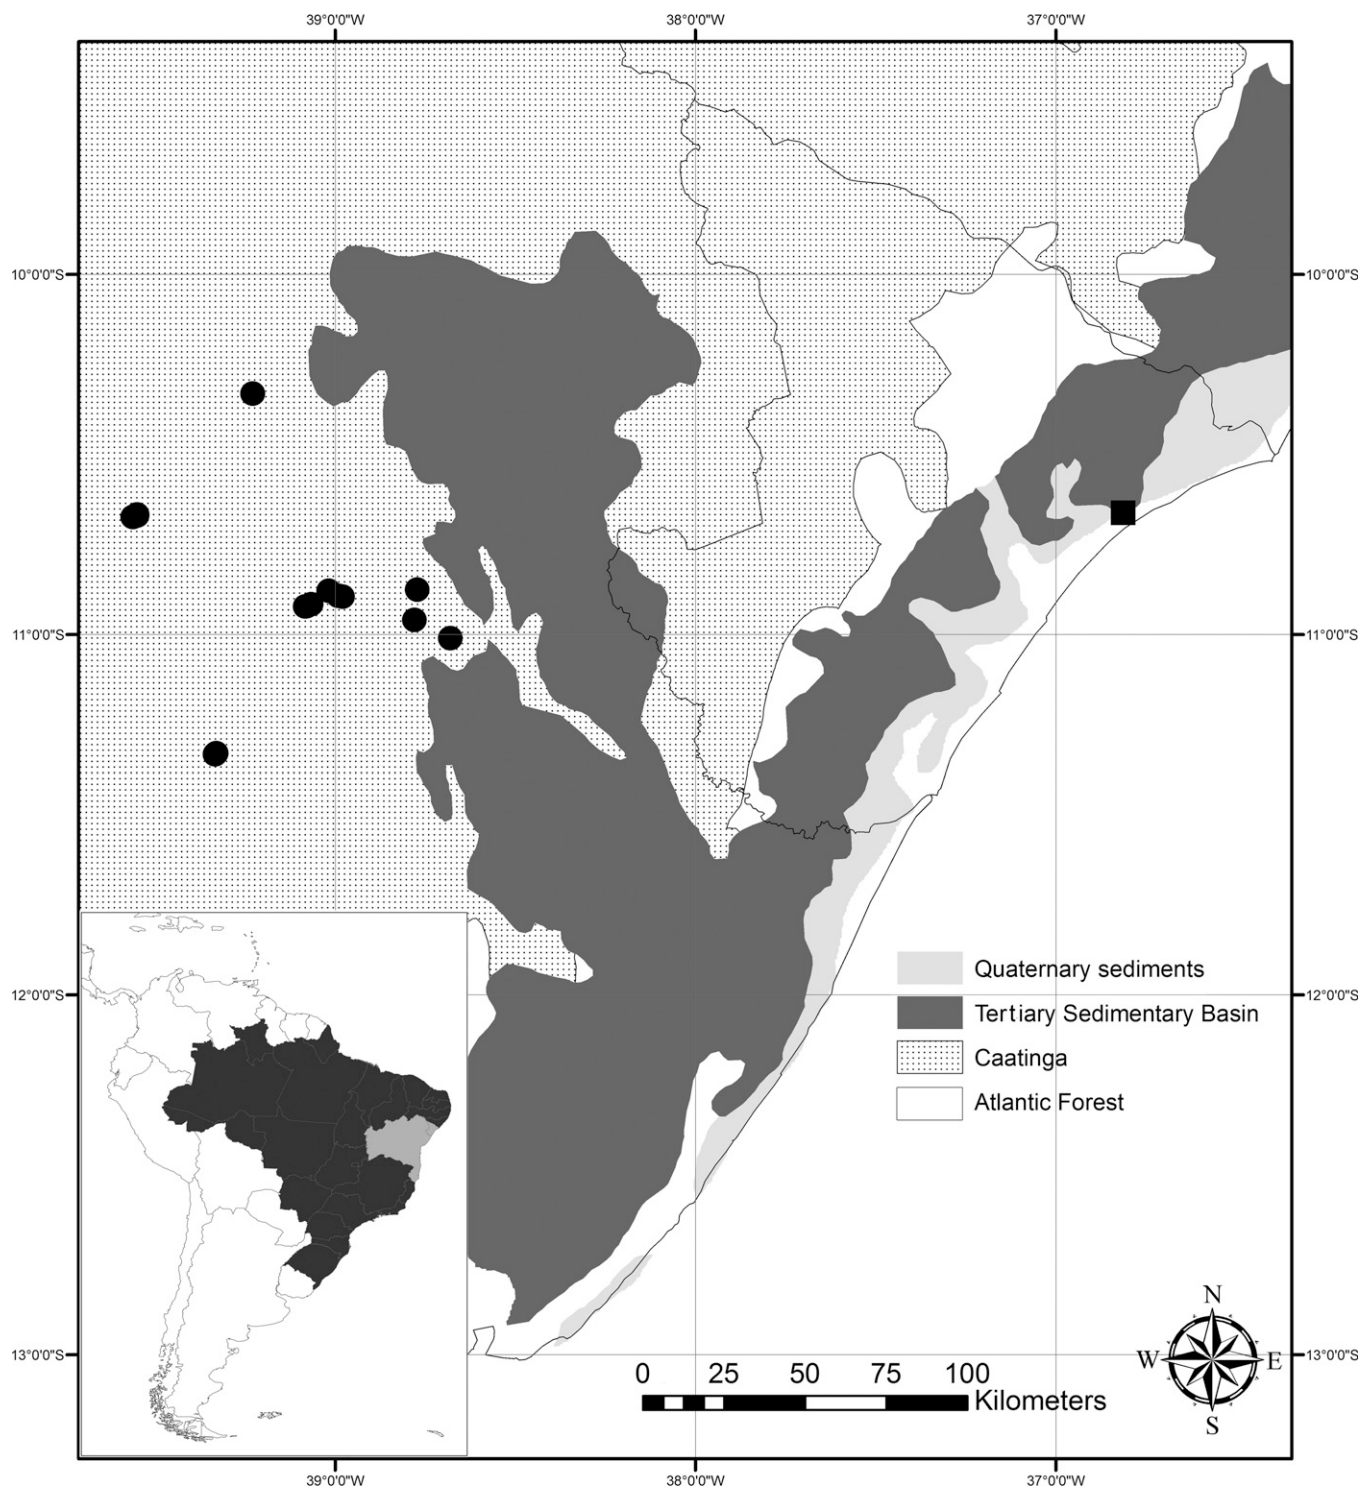 39°0'0"W 38°0'0"W 37°0'0"W
10°0'0"S 10°0'0"S
11°0'0"S 11°0'0"S
Quaternary sediments
12°0'0"S 12°0'0"S
Tertiary Sedimentary Basin
Caatinga
Atlantic Forest
N
13°0'0"S W E 13°0'0"S
0 25 50 75 100
Kilometers
S
39°0'0"W 38°0'0"W 37°0'0"W